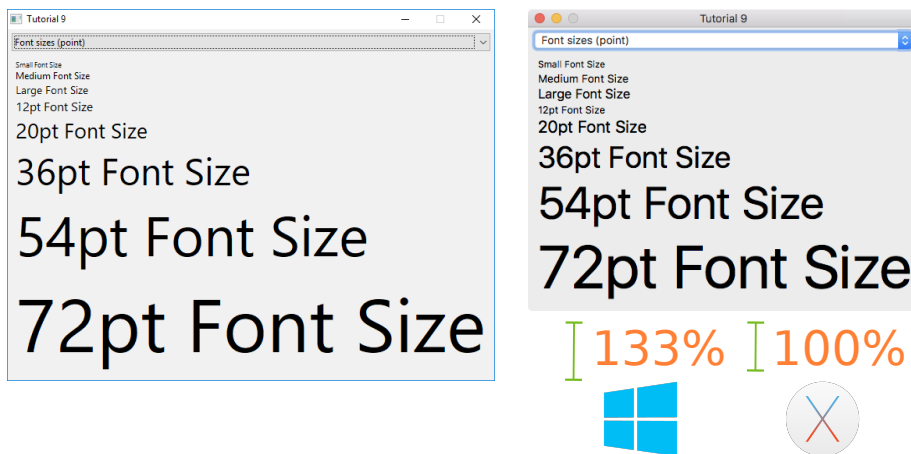 Tutorial 9
Font sizes (point)
Small Font Size
Medium Font Size
Large Font Size
12pt Font Size
20pt Font Size
36pt Font Size
54pt Font Size
72pt Font Size
Tutorial 9
Font sizes (point)
Small Font Size
Medium Font Size
Large Font Size
12pt Font Size
20pt Font Size
36pt Font Size
54pt Font Size
72pt Font Size
133% 100%